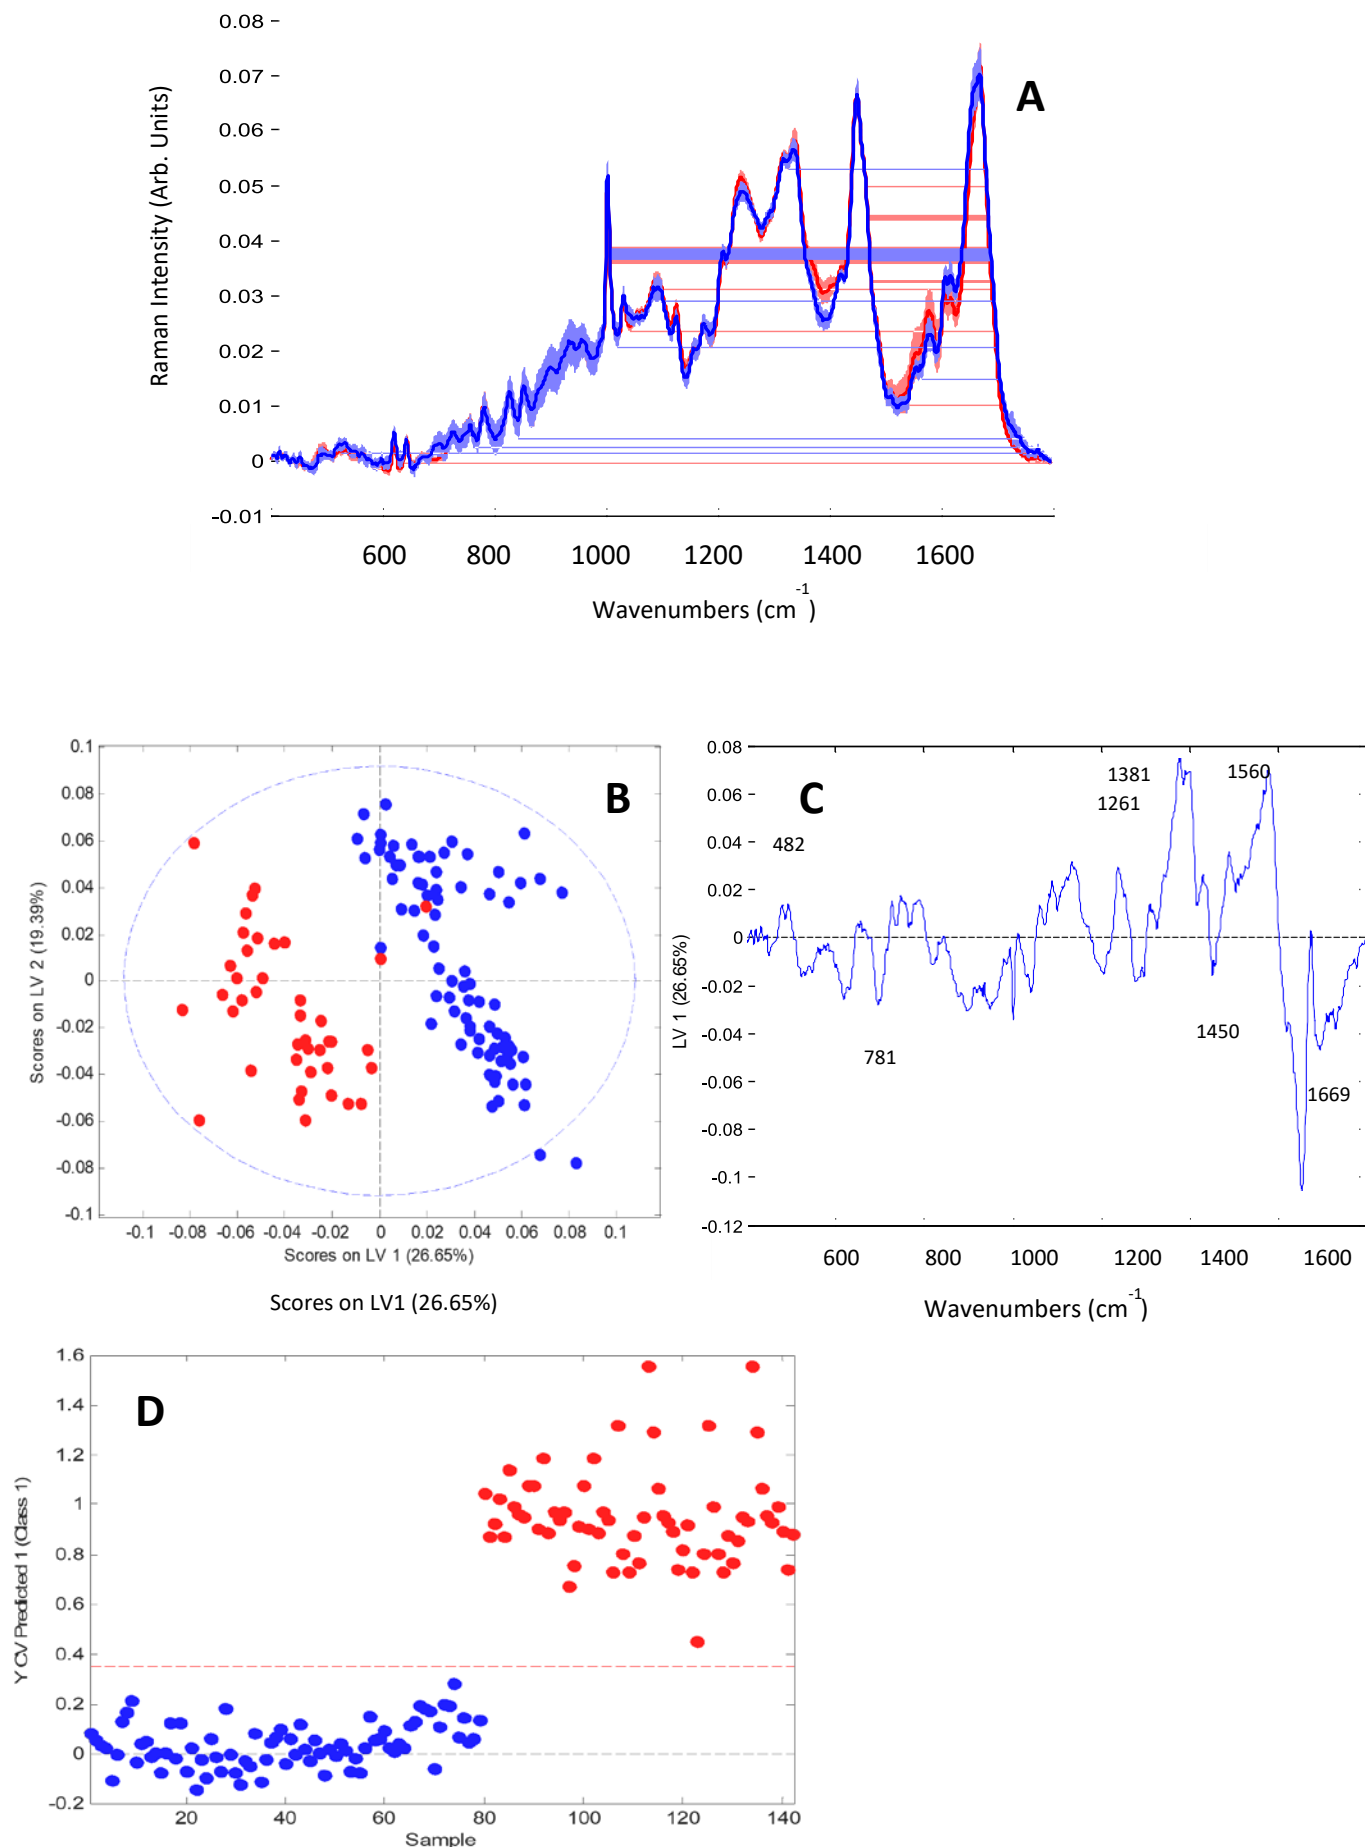 0.08
0.07
0.06
0.05
0.04
0.03
0.02
0.01
0
-0.01
Raman Intensity (Arb. Units)
A
600 800 1000 1200 1400 1600
Wavenumbers (cm-1)
0.1
0.08
0.06
0.04
0.02
0
-0.02
-0.04
-0.06
-0.08
-0.1
Scores on LV 2 (19.39%)
B
-0.1 -0.08 -0.06 -0.04 -0.02 0 0.02 0.04 0.06 0.08 0.1
Scores on LV 1 (26.65%)
Scores on LV1 (26.65%)
0.08
0.06
0.04
0.02
0
-0.02
-0.04
-0.06
-0.08
-0.1
-0.12
LV 1 (26.65%)
C
1381
1560
1261
482
1450
781
1669
600 800 1000 1200 1400 1600
Wavenumbers (cm-1)
1.6
1.4
1.2
1
0.8
0.6
0.4
0.2
0
-0.2
Y CV Predicted 1 (Class 1)
D
20 40 60 80 100 120 140
Sample